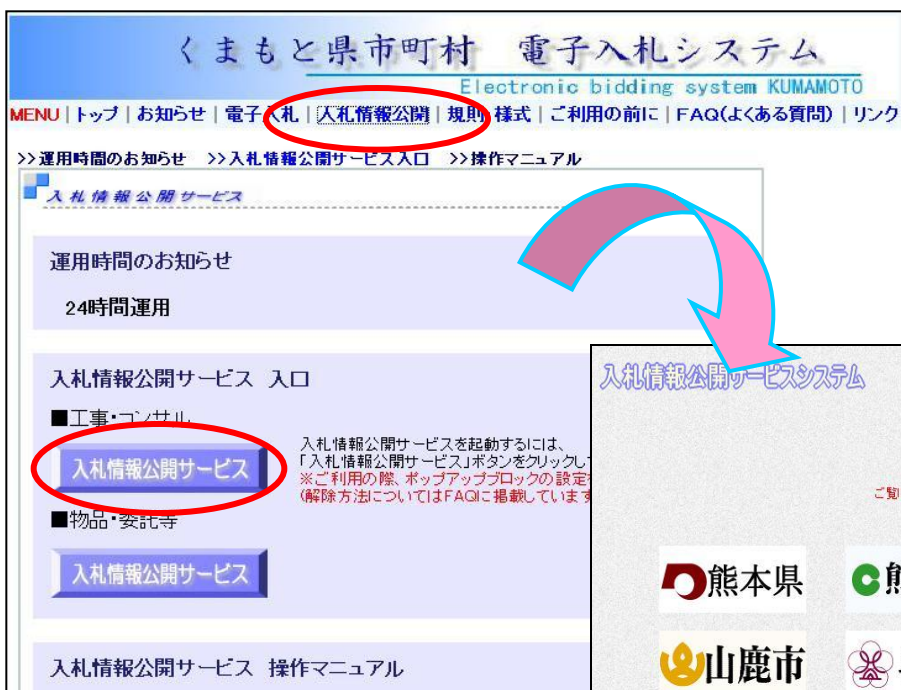 くまもと県市町村　電子入札システム
Electronic bidding system KUMAMOTO
MENU | トップ | お知らせ | 電子入札 | 入札情報公開 | 規則・様式 | ご利用の前に | FAQ(よくある質問) | リンク
>>運用時間のお知らせ >>入札情報公開サービス入口 >>操作マニュアル
入札情報公開サービス
運用時間のお知らせ
24時間運用
入札情報公開サービス 入口
■工事・コンサル
入札情報公開サービス
入札情報公開サービスを起動するには、
「入札情報公開サービス」ボタンをクリックし
※ご利用の際、ポップアップブロックの設定
(解除方法についてはFAQに掲載しています
■物品・委託等
入札情報公開サービス
入札情報公開サービス 操作マニュアル
入札情報公開サービスシステム
ご覧
熊本県
熊
山鹿市